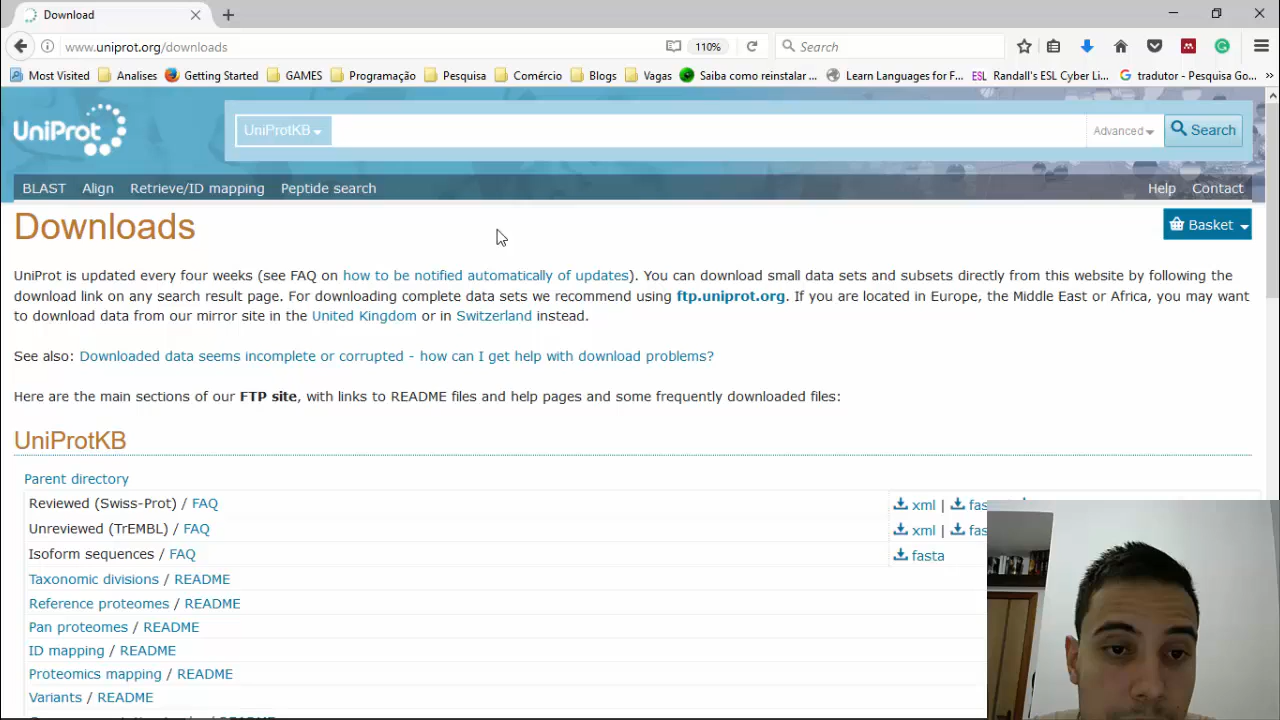 Download
www.uniprot.org/downloads
110%
Search
Most Visited
Analises
Getting Started
GAMES
Programação
Pesquisa
Comércio
Blogs
Vagas
Saiba como reinstalar ...
Learn Languages for F...
ESL Randall's ESL Cyber Li...
tradutor - Pesquisa Go...
UniProt
UniProtKB
Advanced
Search
BLAST Align Retrieve/ID mapping Peptide search
Help Contact
Downloads
Basket
UniProt is updated every four weeks (see FAQ on how to be notified automatically of updates). You can download small data sets and subsets directly from this website by following the
download link on any search result page. For downloading complete data sets we recommend using ftp.uniprot.org. If you are located in Europe, the Middle East or Africa, you may want
to download data from our mirror site in the United Kingdom or in Switzerland instead.
See also: Downloaded data seems incomplete or corrupted - how can I get help with download problems?
Here are the main sections of our FTP site, with links to README files and help pages and some frequently downloaded files:
UniProtKB
Parent directory
Reviewed (Swiss-Prot) / FAQ xml | fas
Unreviewed (TrEMBL) / FAQ xml | fas
Isoform sequences / FAQ fasta
Taxonomic divisions / README
Reference proteomes / README
Pan proteomes / README
ID mapping / README
Proteomics mapping / README
Variants / README